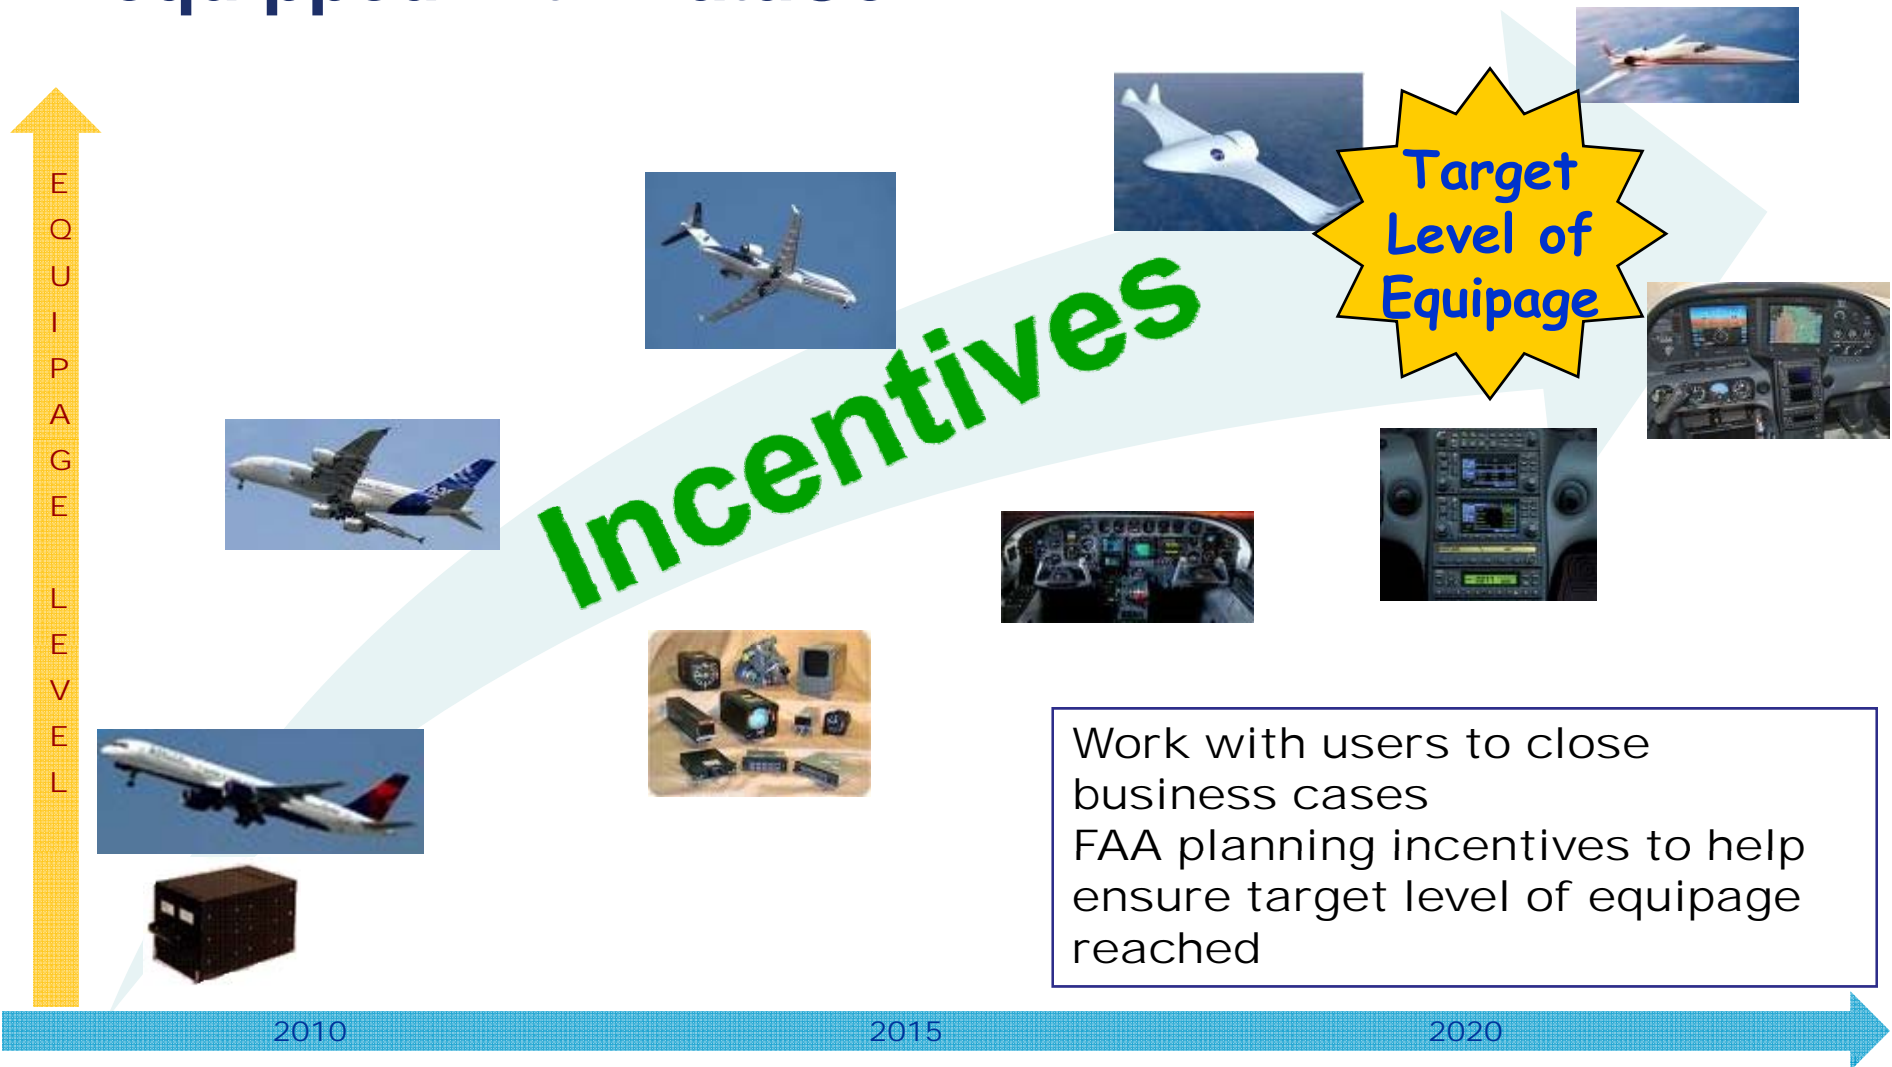 EQUIPAGE LEVEL
Incentives
Target
Level of
Equipage
Work with users to close
business cases
FAA planning incentives to help
ensure target level of equipage
reached
2010 2015 2020